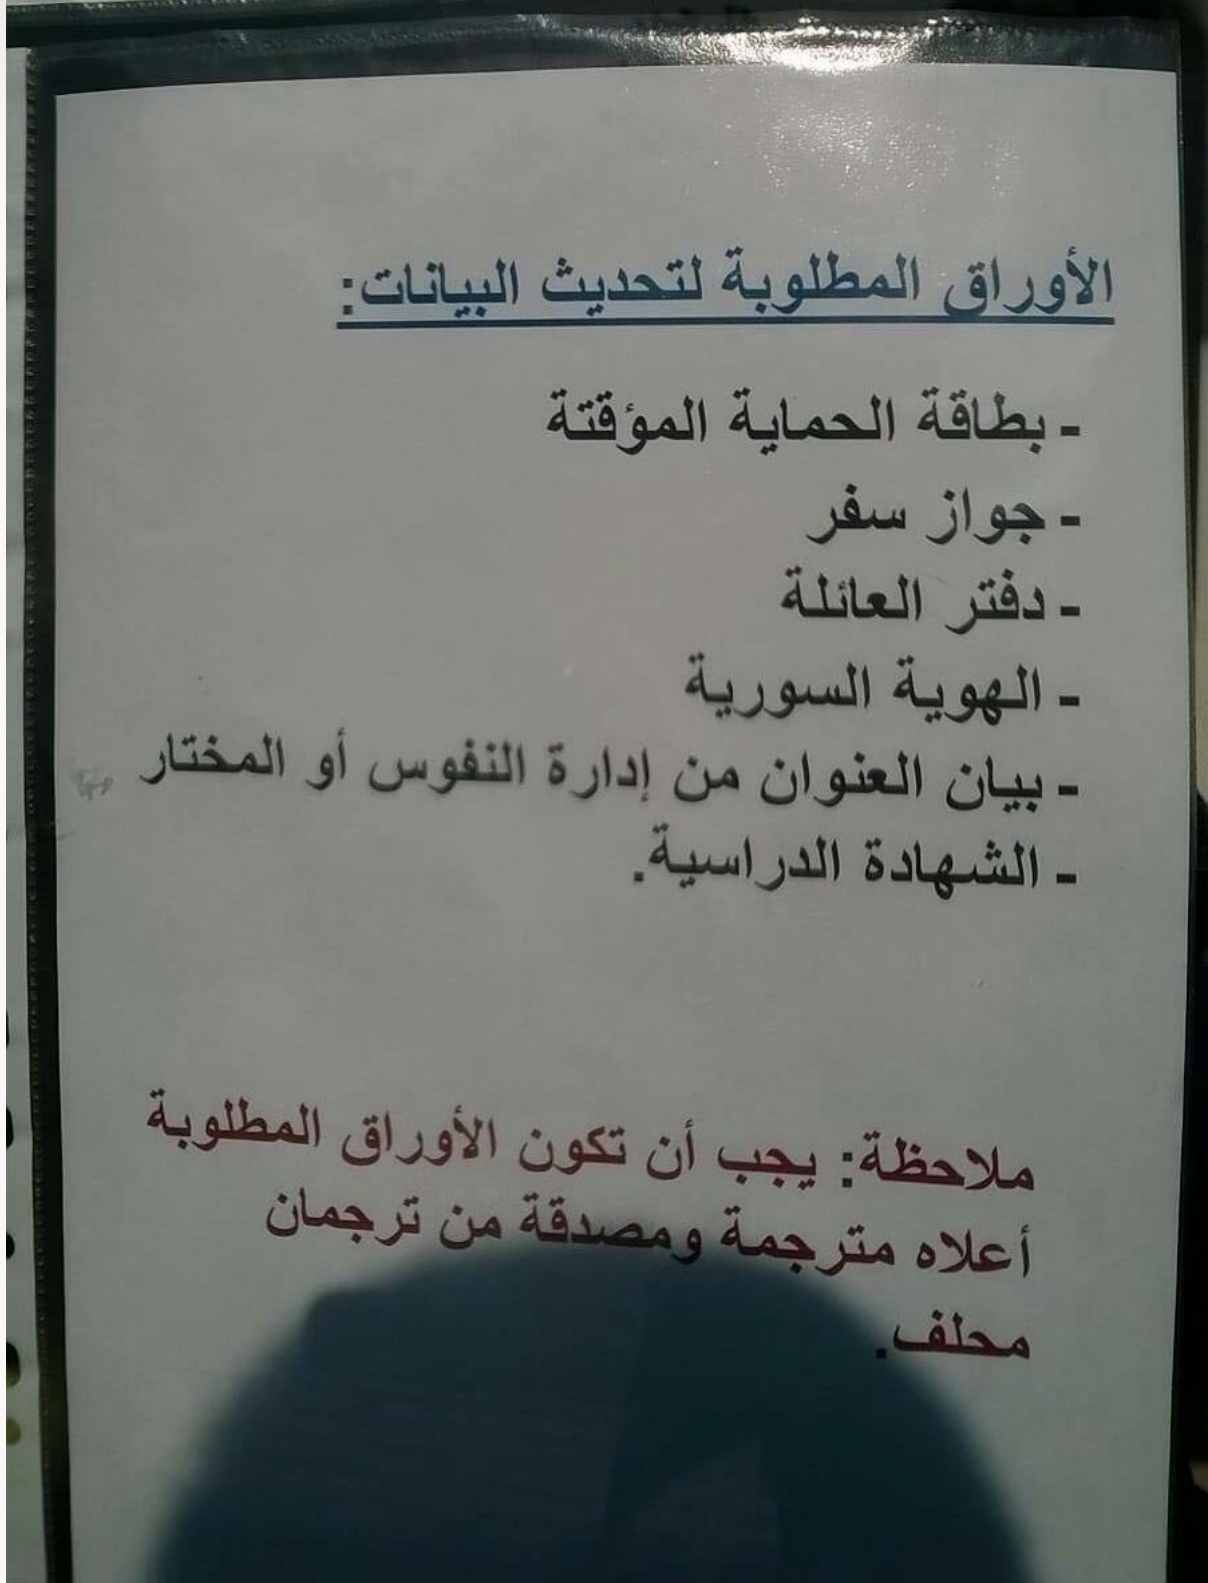 الأوراق المطلوبة لتحديث البيانات:
- بطاقة الحماية المؤقتة
- جواز سفر
- دفتر العائلة
- الهوية السورية
- بيان العنوان من إدارة النفوس أو المختار
- الشهادة الدراسية.
ملاحظة: يجب أن تكون الأوراق المطلوبة
أعلاه مترجمة ومصدقة من ترجمان
محلف.